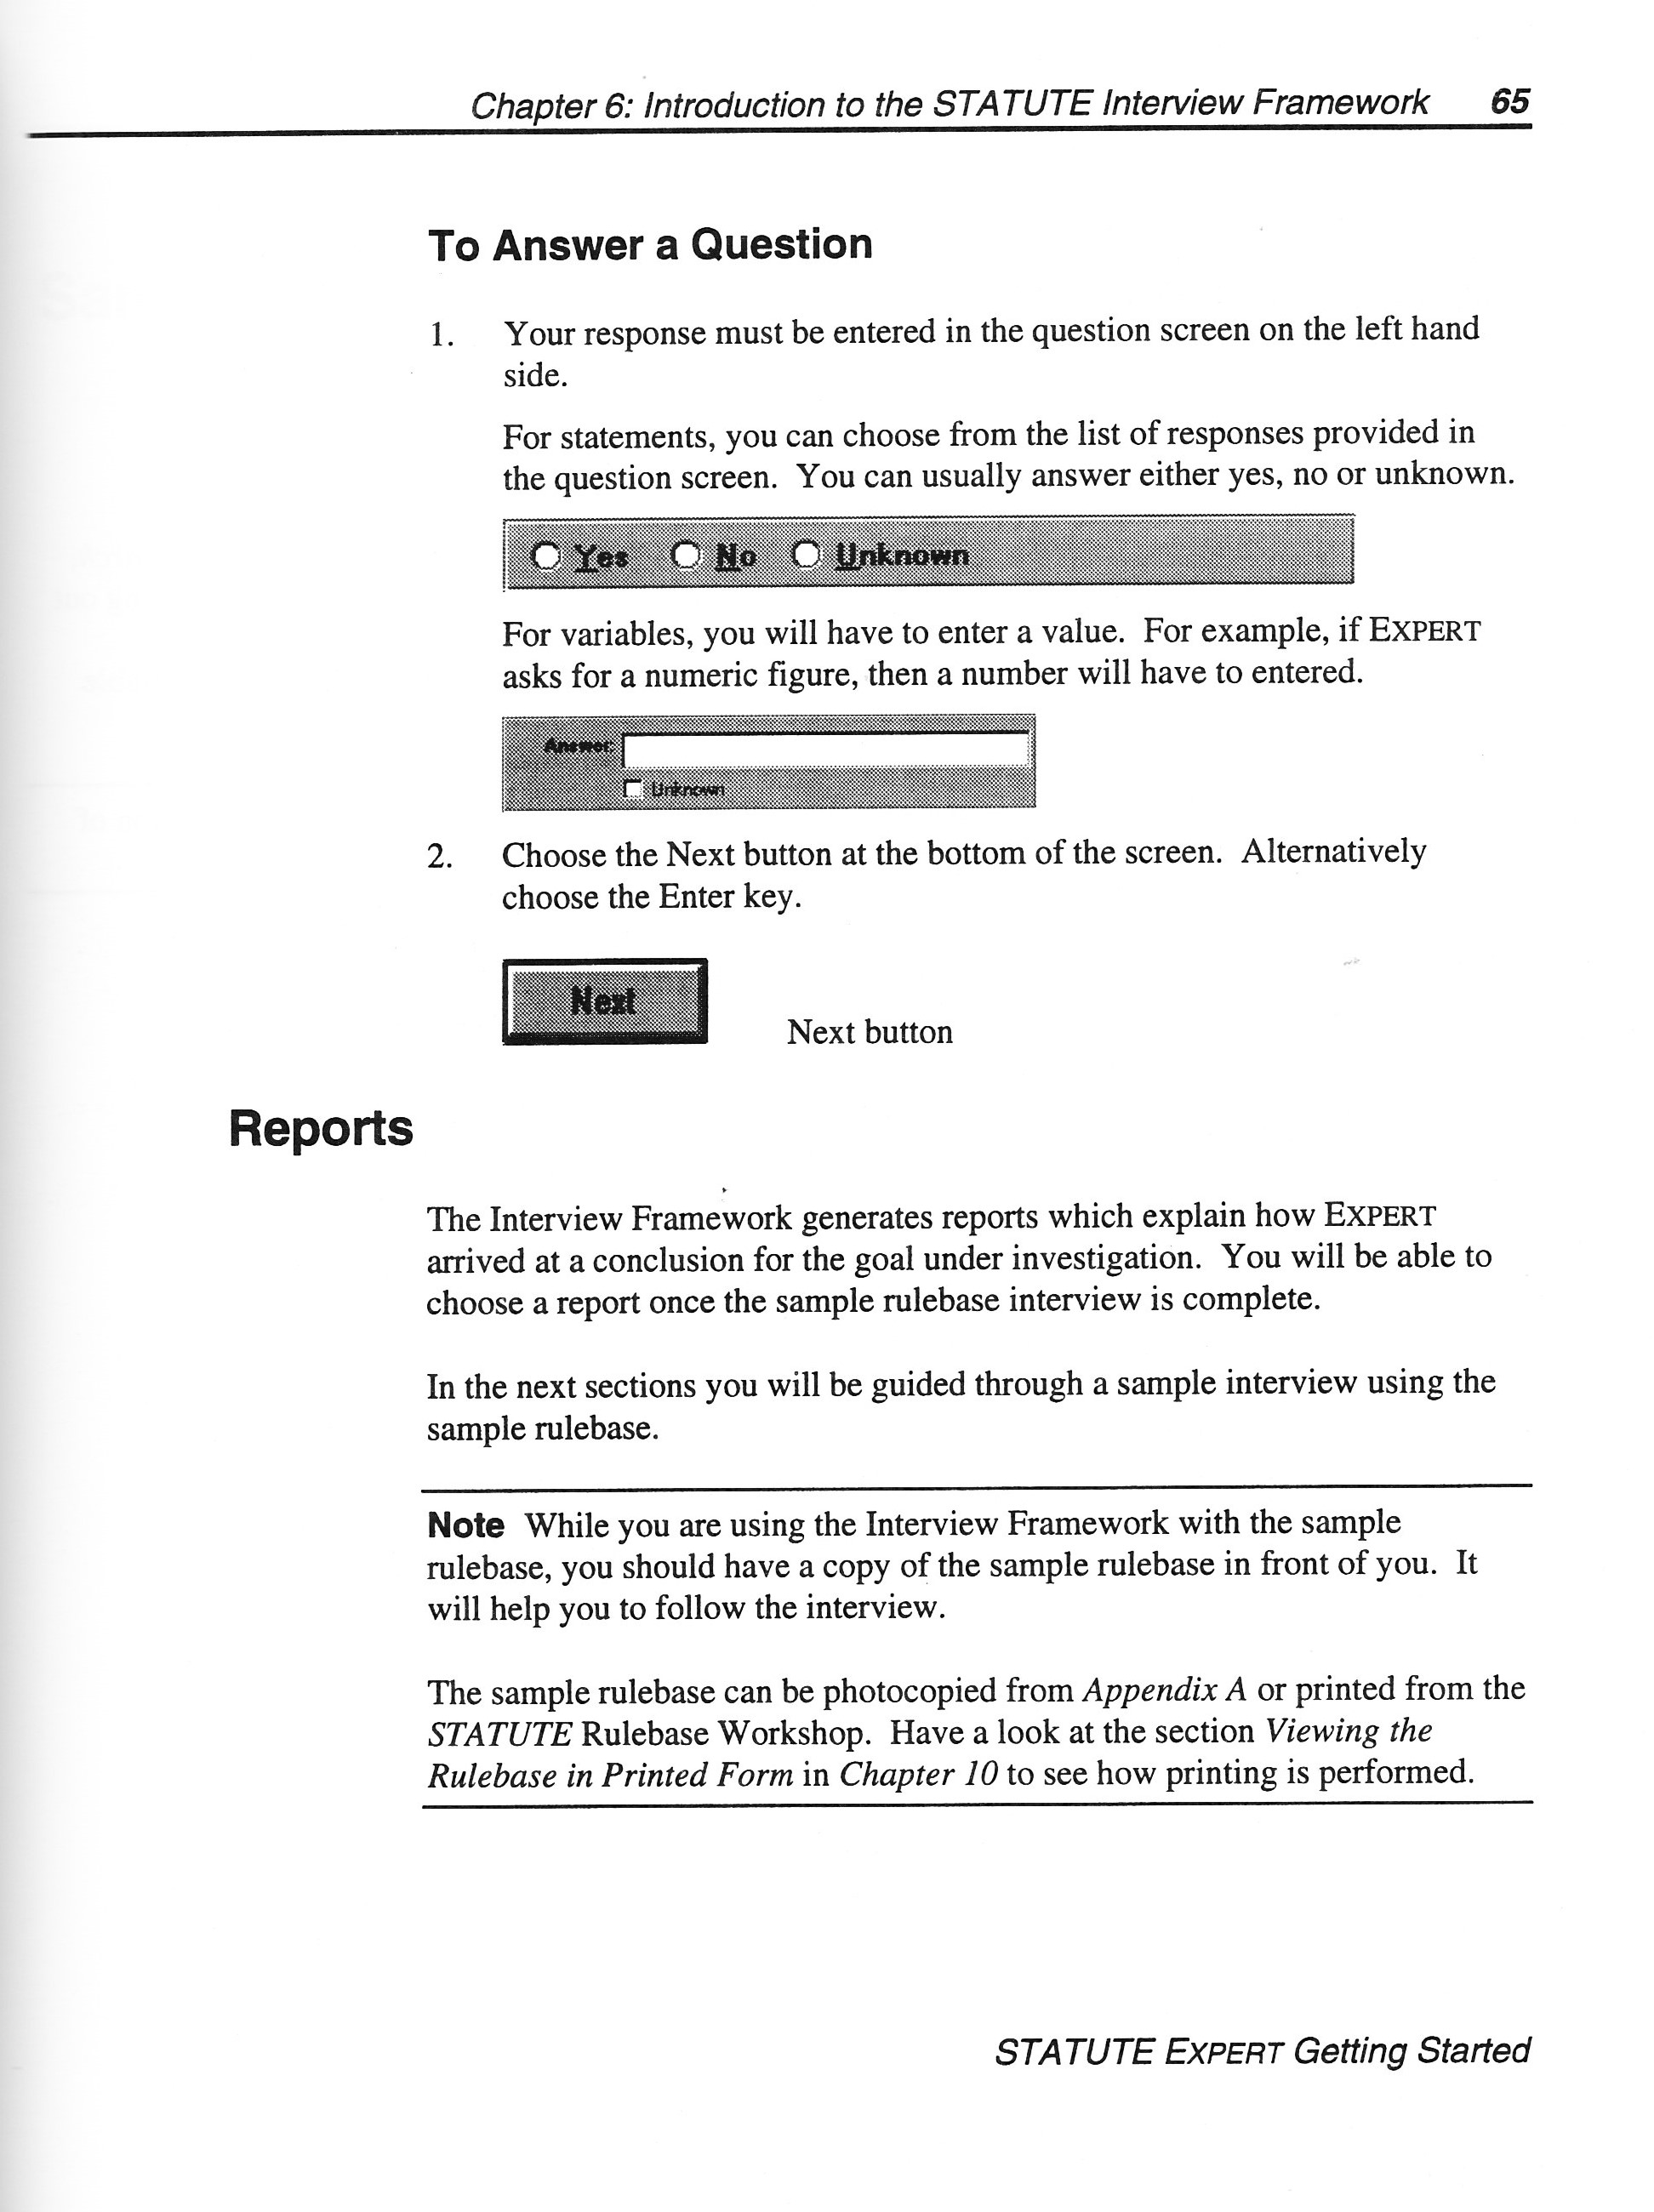 Chapter 6: Introduction to the STATUTE Interview Framework 65
To Answer a Question
1. Your response must be entered in the question screen on the left hand
side.
For statements, you can choose from the list of responses provided in
the question screen. You can usually answer either yes, no or unknown.
Yes No Unknown
For variables, you will have to enter a value. For example, if EXPERT
asks for a numeric figure, then a number will have to entered.
Answer:
Unknown
2. Choose the Next button at the bottom of the screen. Alternatively
choose the Enter key.
Next
Next button
Reports
The Interview Framework generates reports which explain how EXPERT
arrived at a conclusion for the goal under investigation. You will be able to
choose a report once the sample rulebase interview is complete.
In the next sections you will be guided through a sample interview using the
sample rulebase.
Note While you are using the Interview Framework with the sample
rulebase, you should have a copy of the sample rulebase in front of you. It
will help you to follow the interview.
The sample rulebase can be photocopied from Appendix A or printed from the
STATUTE Rulebase Workshop. Have a look at the section Viewing the
Rulebase in Printed Form in Chapter 10 to see how printing is performed.
STATUTE EXPERT Getting Started